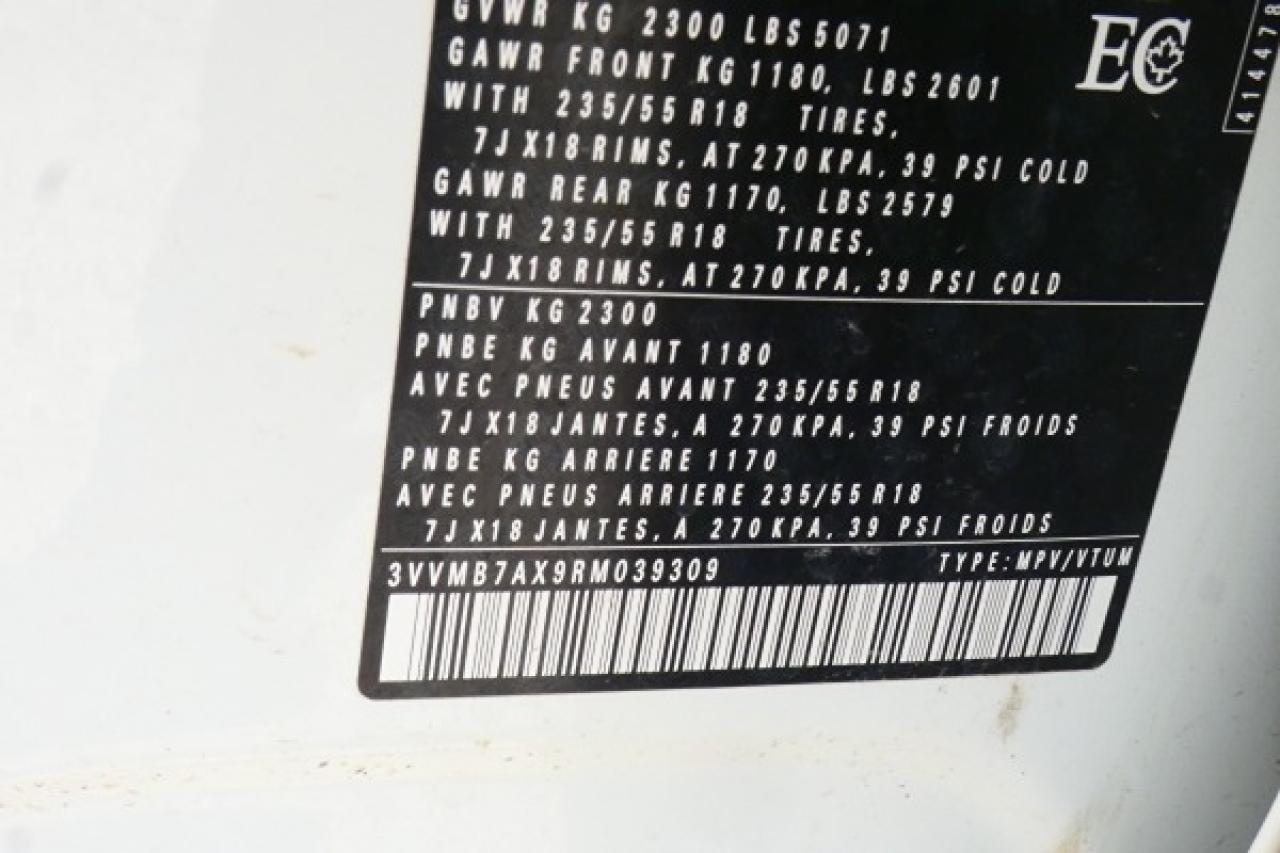 GVWR KG 2300 LBS 5071
GAWR FRONT KG 1180, LBS 2601
WITH 235/55 R18 TIRES,
7J X18 RIMS, AT 270 KPA, 39 PSI COLD
GAWR REAR KG 1170, LBS 2579
WITH 235/55 R18 TIRES,
7J X18 RIMS, AT 270 KPA, 39 PSI COLD
PNBV KG 2300
PNBE KG AVANT 1180
AVEC PNEUS AVANT 235/55 R18
7J X18 JANTES, A 270 KPA, 39 PSI FROIDS
PNBE KG ARRIERE 1170
AVEC PNEUS ARRIERE 235/55 R18
7J X18 JANTES, A 270 KPA, 39 PSI FROIDS
3VVMB7AX9RM039309 TYPE: MPV/VTUM
EC
414478